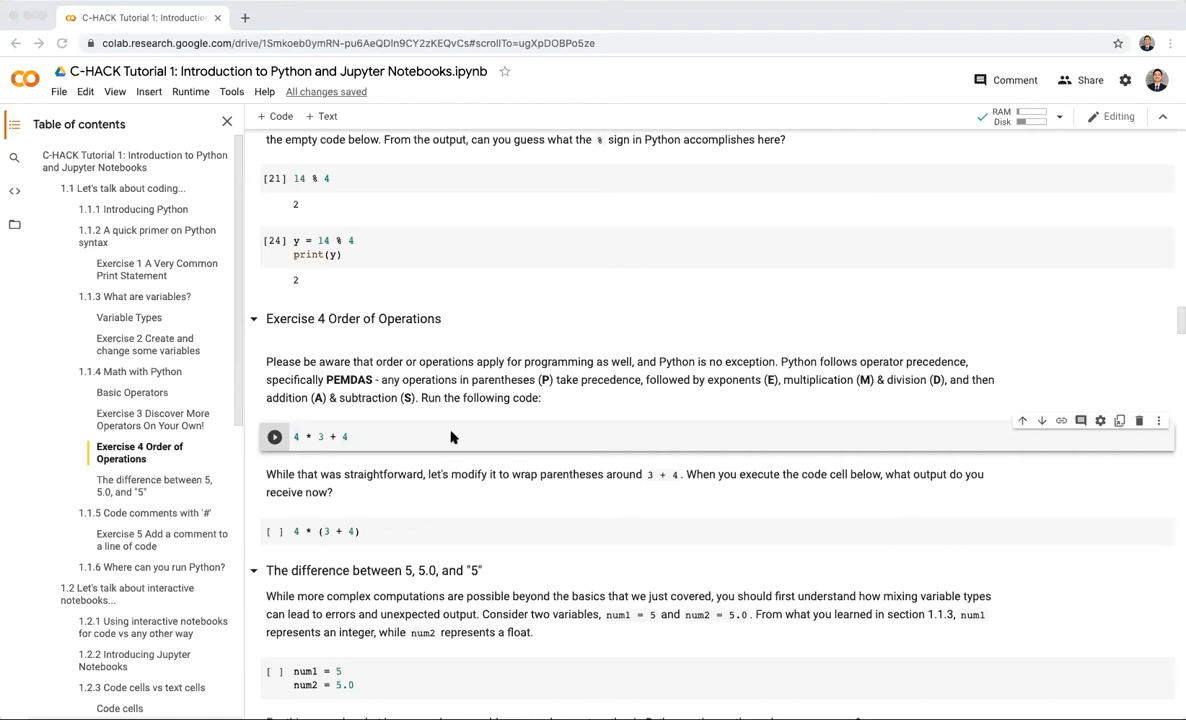 C-HACK Tutorial 1: Introductio
colab.research.google.com/drive/1Smkoeb0ymRN-pu6AeQDIn9CY2zKEQvCs#scrollTo=ugXpDOBPo5ze
C-HACK Tutorial 1: Introduction to Python and Jupyter Notebooks.ipynb
Comment
Share
File Edit View Insert Runtime Tools Help All changes saved
Table of contents
+ Code + Text
RAM
Disk
Editing
C-HACK Tutorial 1: Introduction to Python
and Jupyter Notebooks
1.1 Let's talk about coding...
1.1.1 Introducing Python
1.1.2 A quick primer on Python
syntax
Exercise 1 A Very Common
Print Statement
1.1.3 What are variables?
Variable Types
Exercise 2 Create and
change some variables
1.1.4 Math with Python
Basic Operators
Exercise 3 Discover More
Operators On Your Own!
Exercise 4 Order of
Operations
The difference between 5,
5.0, and "5"
1.1.5 Code comments with '#'
Exercise 5 Add a comment to
a line of code
1.1.6 Where can you run Python?
1.2 Let's talk about interactive
notebooks...
1.2.1 Using interactive notebooks
for code vs any other way
1.2.2 Introducing Jupyter
Notebooks
1.2.3 Code cells vs text cells
Code cells
the empty code below. From the output, can you guess what the % sign in Python accomplishes here?
[21] 14 % 4
2
[24] y = 14 % 4
print(y)
2
Exercise 4 Order of Operations
Please be aware that order or operations apply for programming as well, and Python is no exception. Python follows operator precedence,
specifically PEMDAS - any operations in parentheses (P) take precedence, followed by exponents (E), multiplication (M) & division (D), and then
addition (A) & subtraction (S). Run the following code:
4 * 3 + 4
While that was straightforward, let's modify it to wrap parentheses around 3 + 4. When you execute the code cell below, what output do you
receive now?
[ ] 4 * (3 + 4)
The difference between 5, 5.0, and "5"
While more complex computations are possible beyond the basics that we just covered, you should first understand how mixing variable types
can lead to errors and unexpected output. Consider two variables, num1 = 5 and num2 = 5.0. From what you learned in section 1.1.3, num1
represents an integer, while num2 represents a float.
[ ] num1 = 5
num2 = 5.0